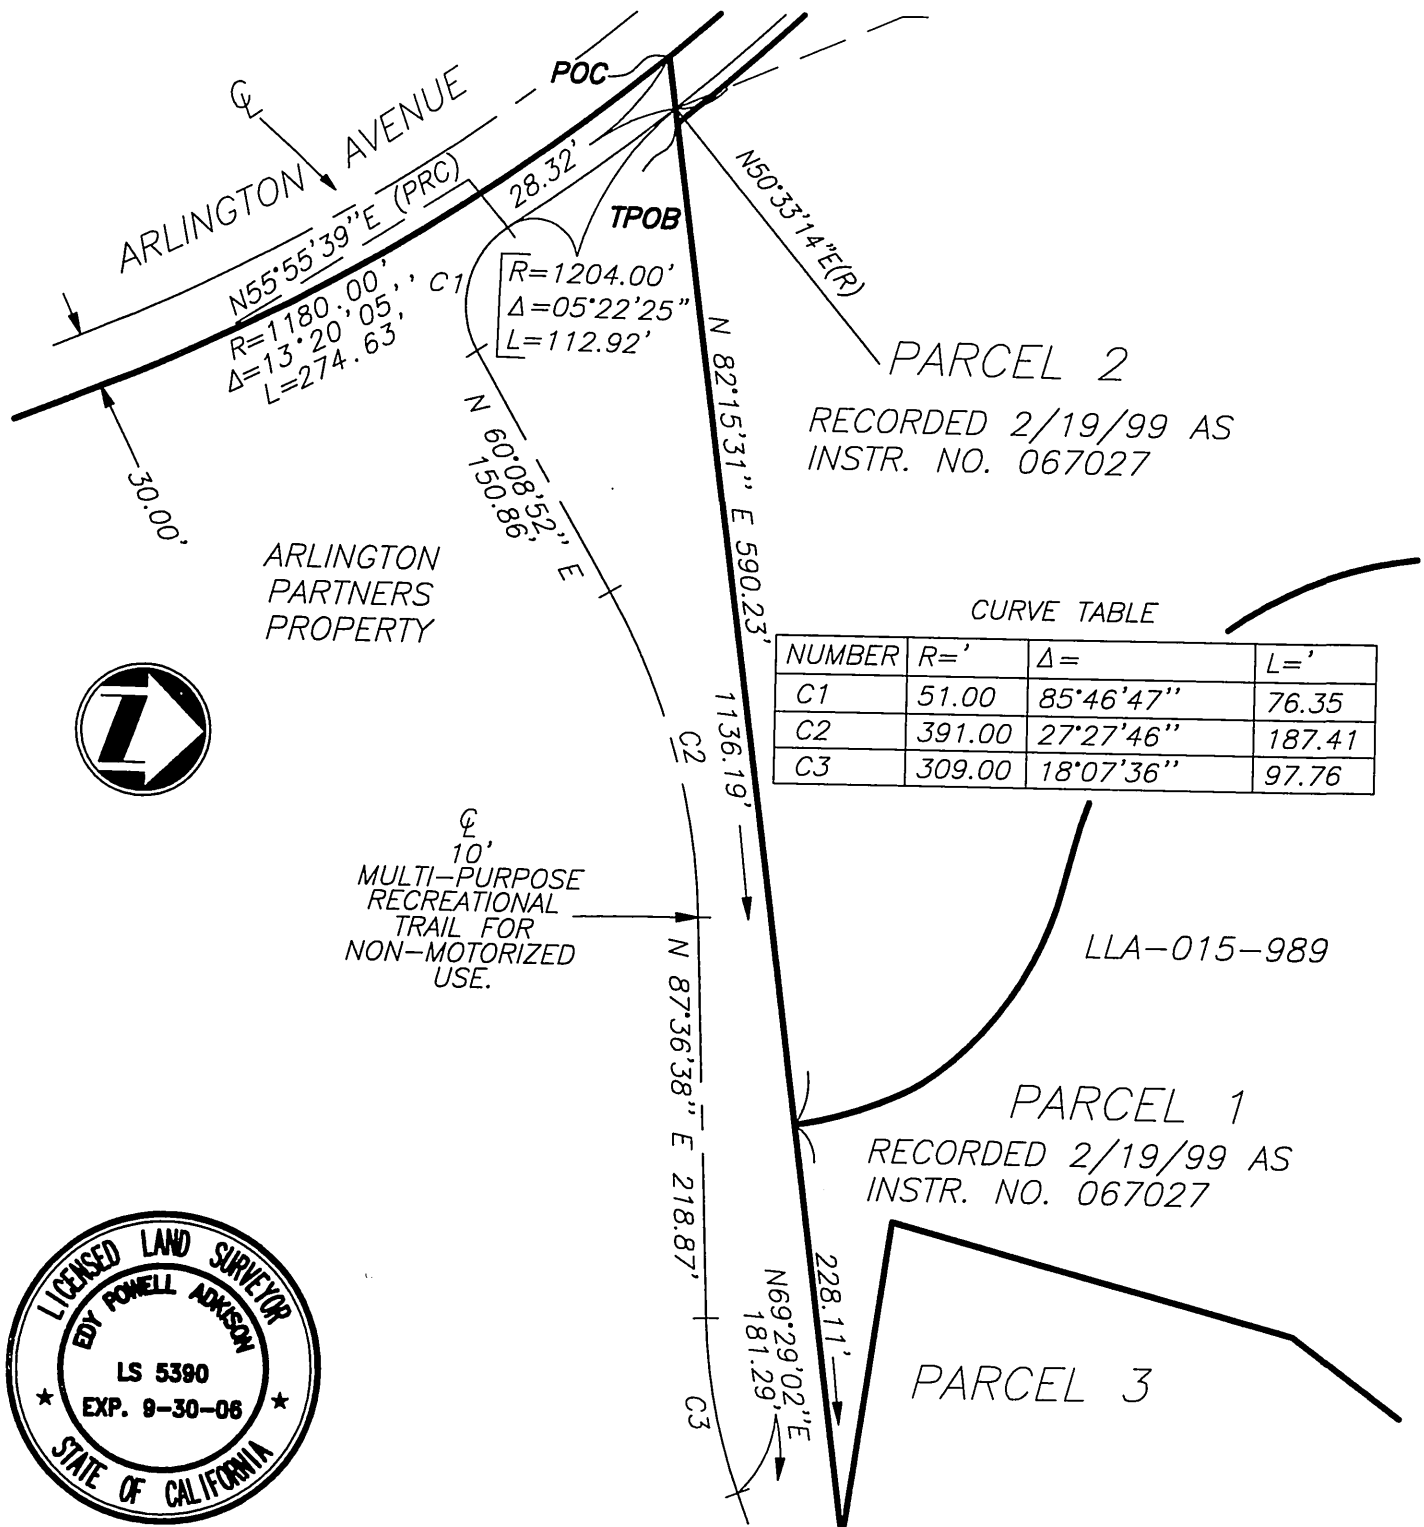 ℄
ARLINGTON AVENUE
POC
28.32'
TPOB
N55°55'39"E (PRC)
R=1180.00'
Δ=13°20'05"
L=274.63'
C1
R=1204.00'
Δ=05°22'25"
L=112.92'
N50°33'14"E(R)
PARCEL 2
RECORDED 2/19/99 AS
INSTR. NO. 067027
N 82°15'31" E 590.23'
30.00'
N 60°08'52" E
150.86'
ARLINGTON
PARTNERS
PROPERTY
CURVE TABLE
NUMBER R=' Δ= L='
C1 51.00 85°46'47" 76.35
C2 391.00 27°27'46" 187.41
C3 309.00 18°07'36" 97.76
1136.19'
C2
℄
10'
MULTI-PURPOSE
RECREATIONAL
TRAIL FOR
NON-MOTORIZED
USE.
LLA-015-989
N 87°36'38" E 218.87'
PARCEL 1
RECORDED 2/19/99 AS
INSTR. NO. 067027
228.11'
N69°29'02"E
181.29'
C3
PARCEL 3
LICENSED LAND SURVEYOR
EDY POWELL ADKISON
LS 5390
EXP. 9-30-06
STATE OF CALIFORNIA